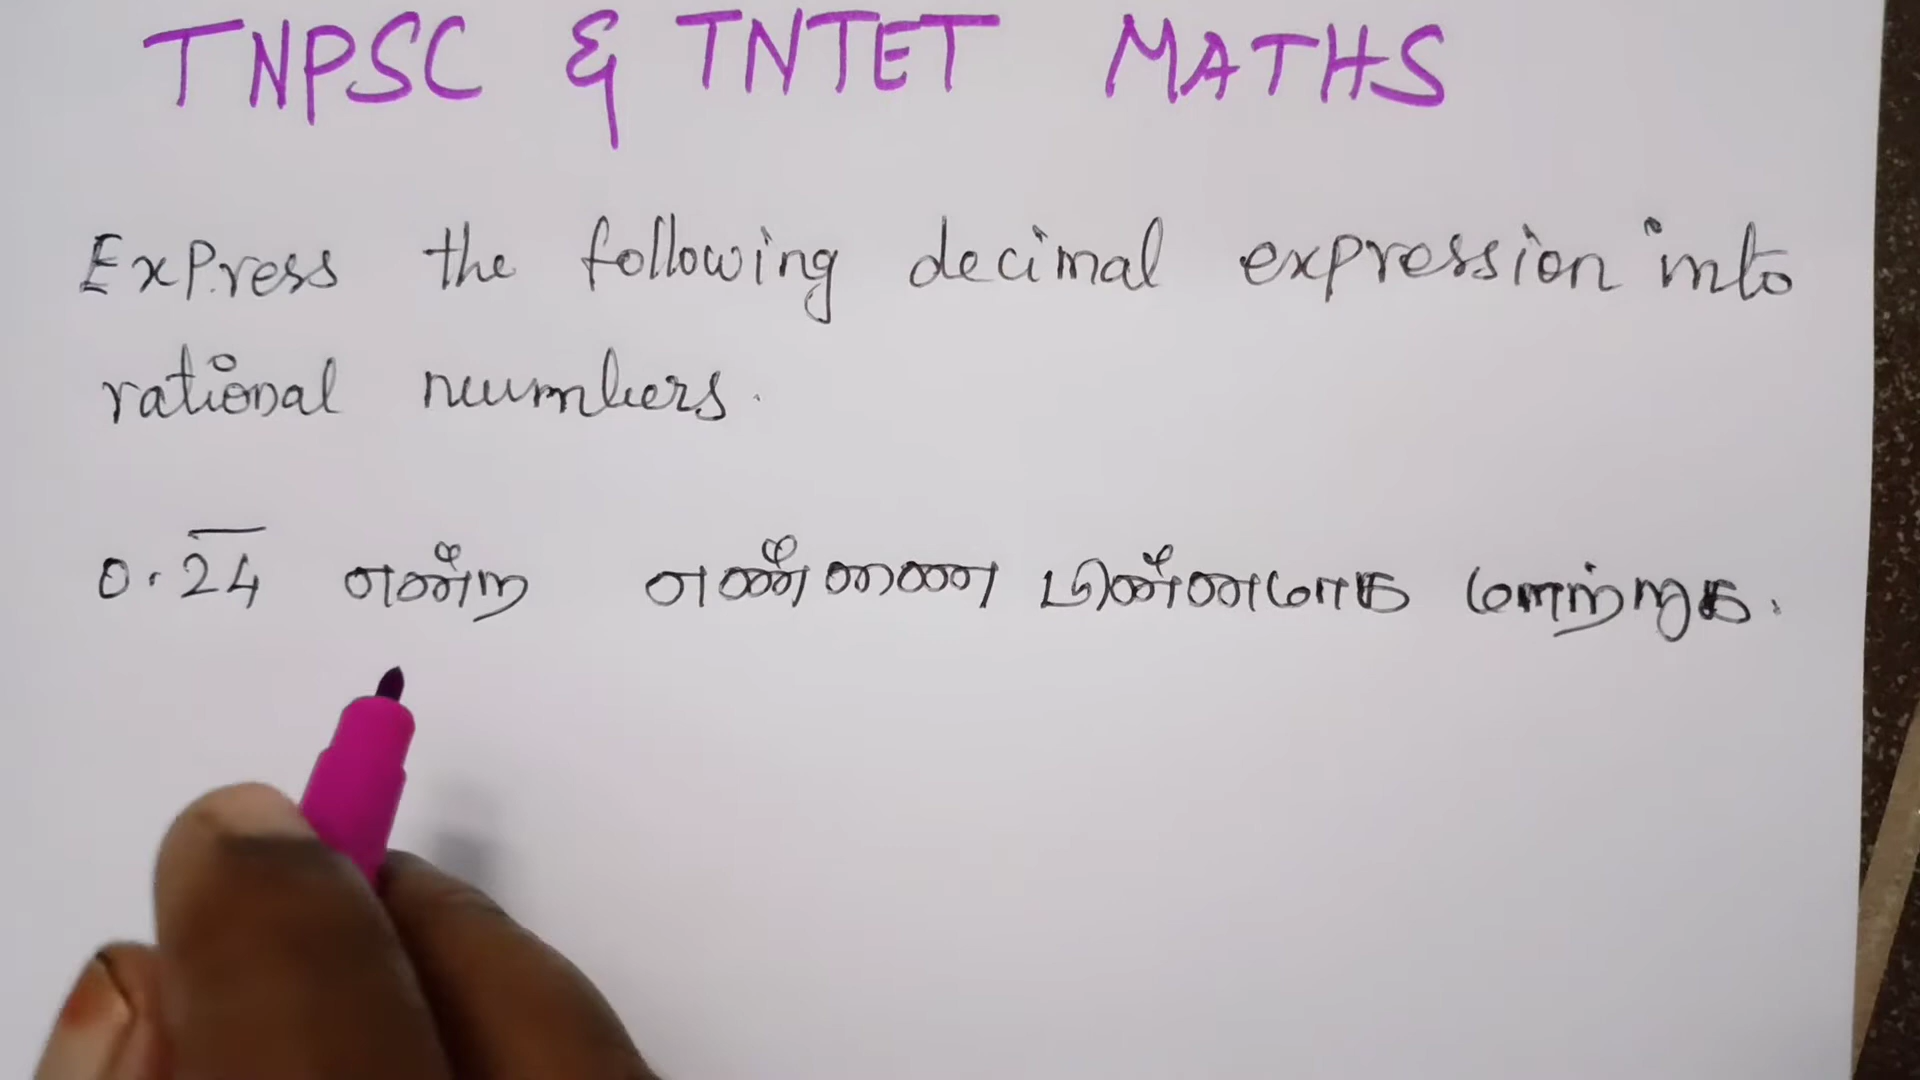 TNPSC & TNTET MATHS
Express the following decimal expression into
rational numbers.
0.2̅4̅ என்ற எண்ணை பின்னமாக மாற்றுக.